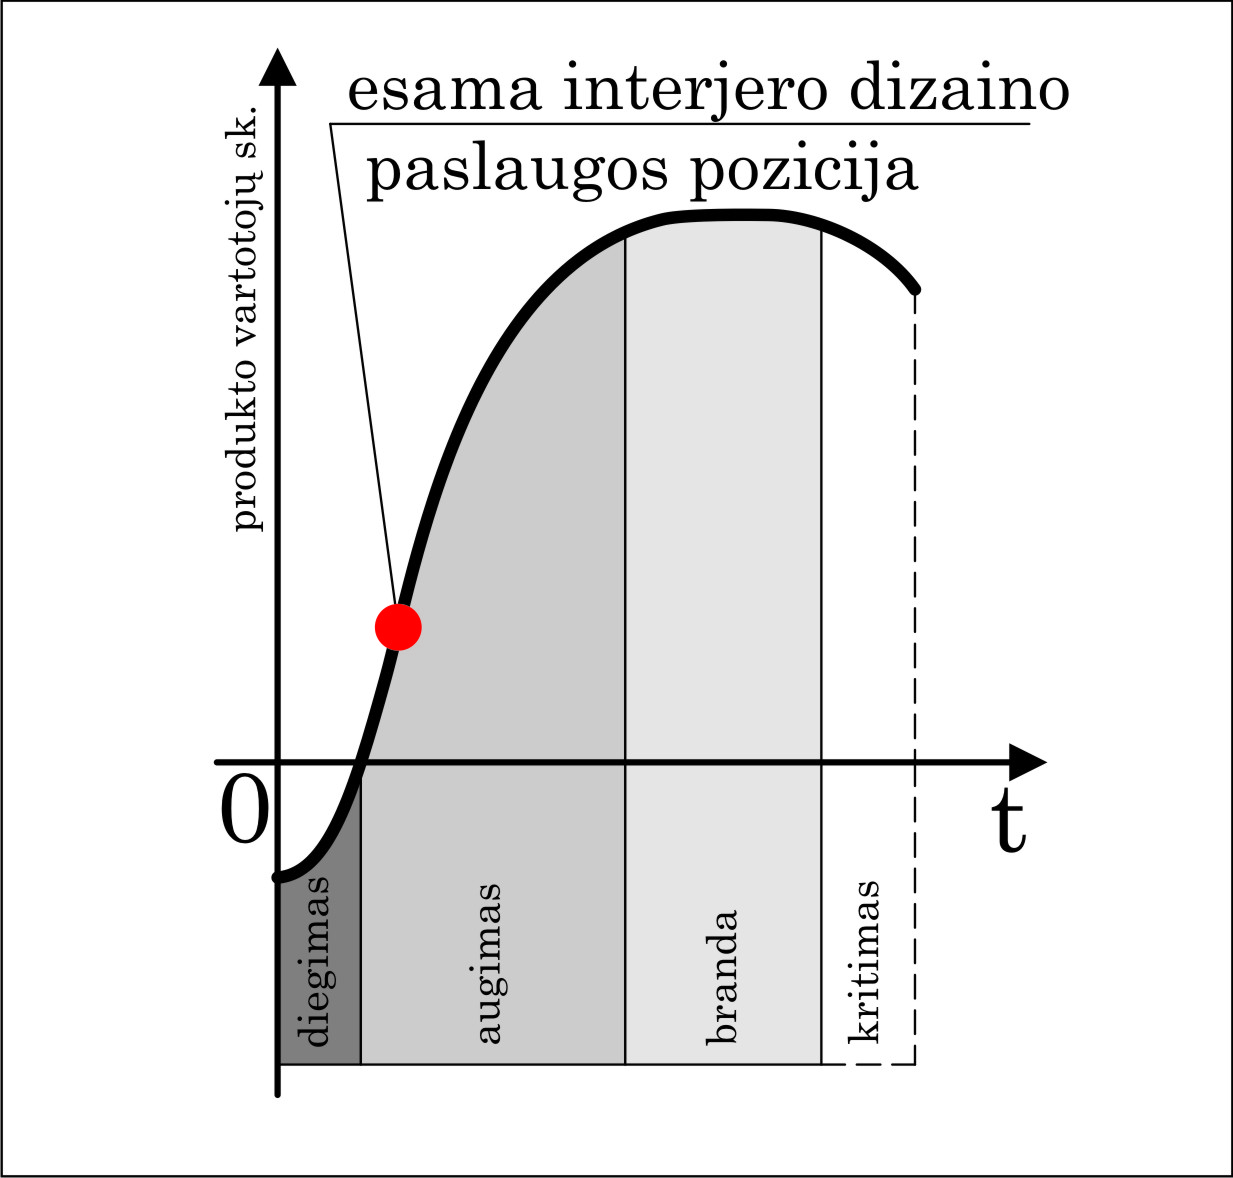 esama interjero dizaino
paslaugos pozicija
produkto vartotojų sk.
0
t
diegimas
augimas
branda
kritimas